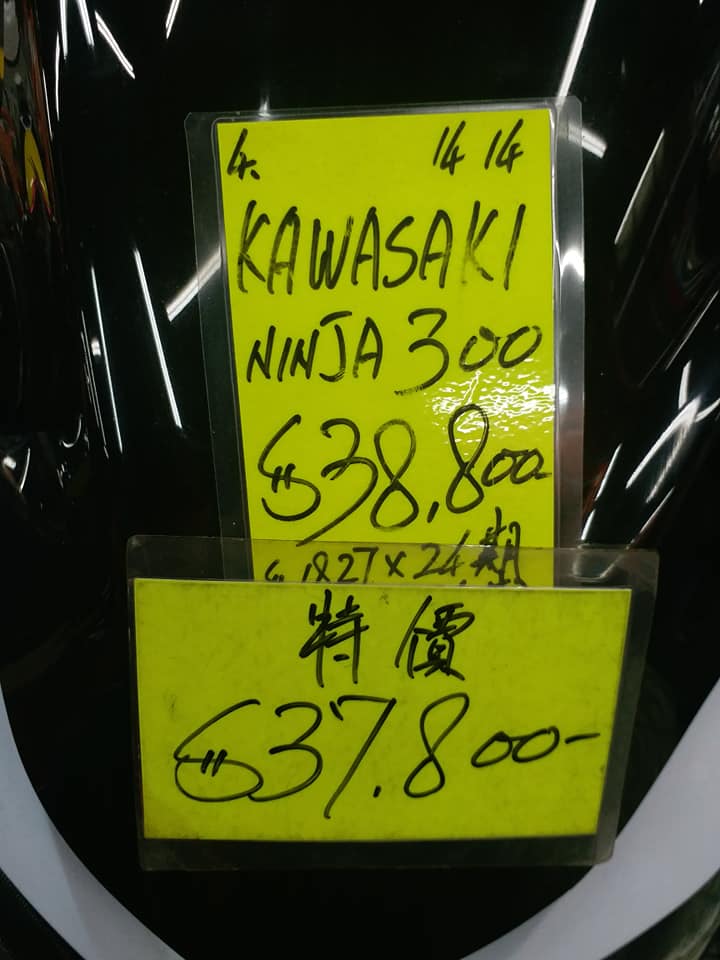 4. 14 14
KAWASAKI
NINJA 300
$38,800-
$1827×24期
特價
$37.800-